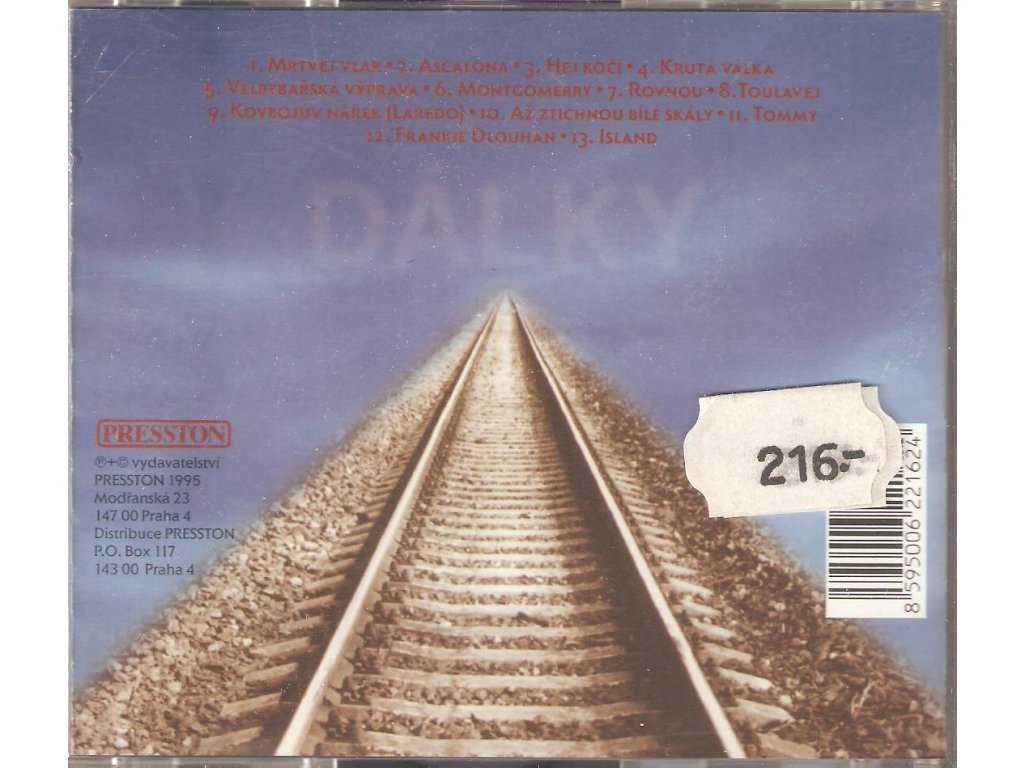 1. Mrtvej vlak • 2. Ascalona • 3. Hej kočí • 4. Krutá válka
5. Velrybářská výprava • 6. Montgomerry • 7. Rovnou • 8.Toulavej
9. Kovbojův nářek (Laredo) • 10. Až ztichnou bílé skály • 11. Tommy
12. Frankie Dlouhán • 13. Island
DÁLKY
PRESSTON
℗+© vydavatelství
PRESSTON 1995
Modřanská 23
147 00 Praha 4
Distribuce PRESSTON
P.O. Box 117
143 00 Praha 4
216.-
8 595006 221624